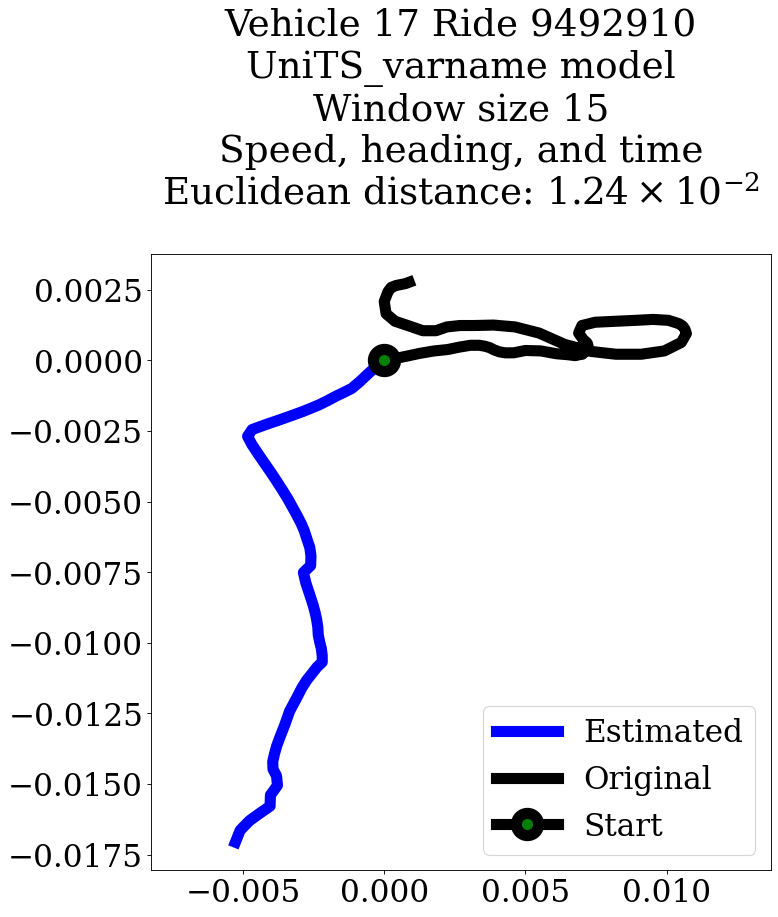 Vehicle 17 Ride 9492910
UniTS_varname model
Window size 15
Speed, heading, and time
Euclidean distance: 1.24 × 10⁻²
0.0025
0.0000
−0.0025
−0.0050
−0.0075
−0.0100
−0.0125
−0.0150
−0.0175
Estimated
Original
Start
−0.005 0.000 0.005 0.010